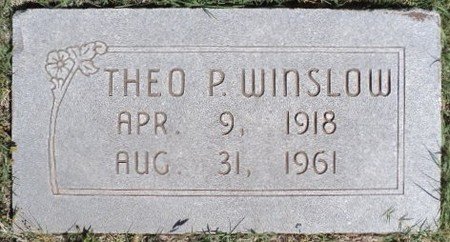 THEO P. WINSLOW
APR. 9, 1918
AUG. 31, 1961